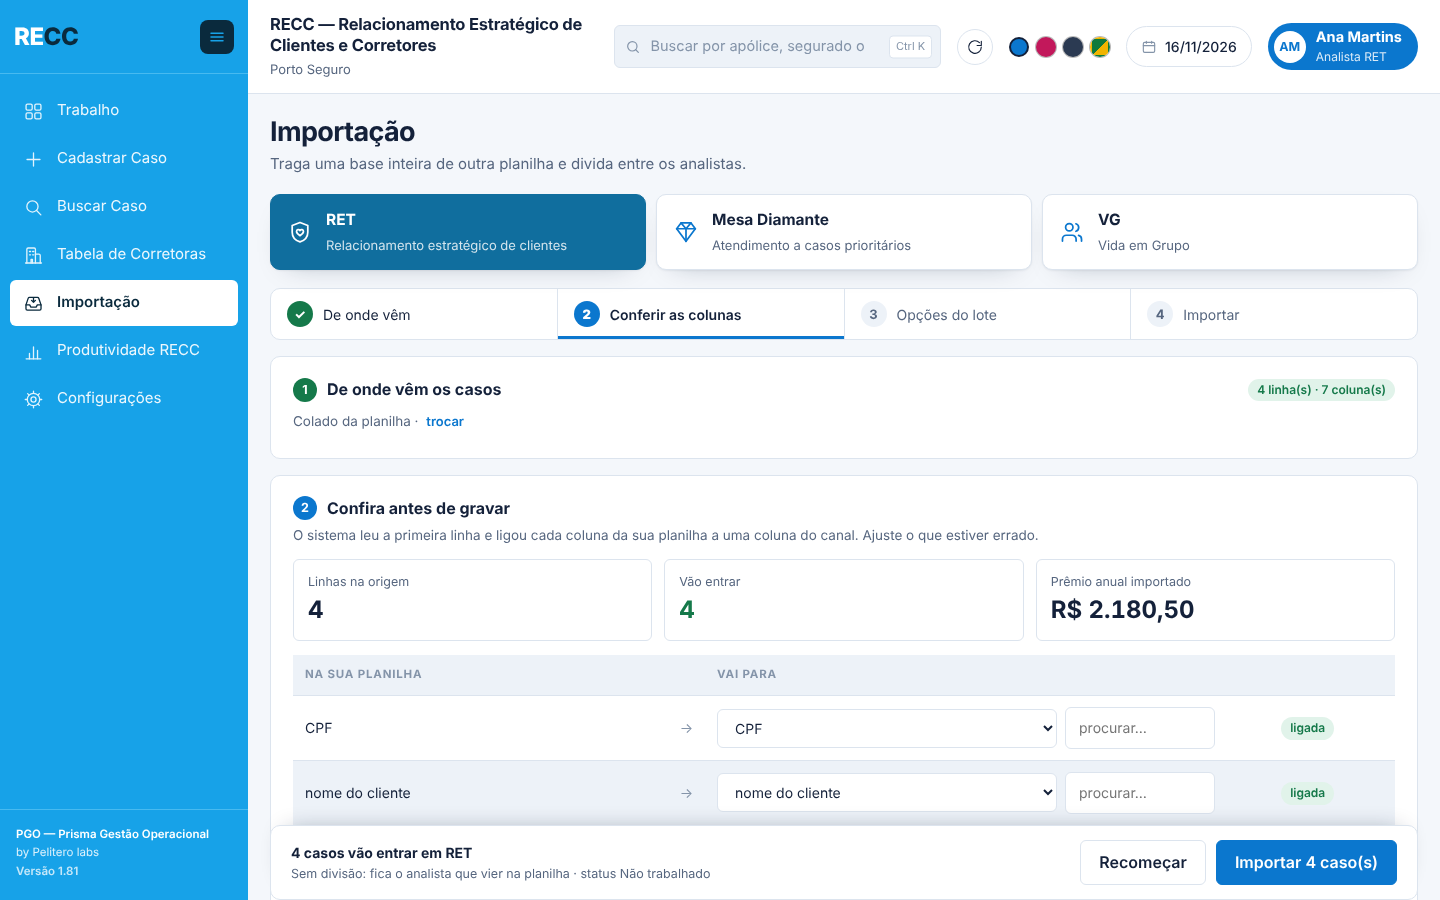 RECC
RECC — Relacionamento Estratégico de
Clientes e Corretores
Porto Seguro
Buscar por apólice, segurado o
Ctrl K
16/11/2026
AM
Ana Martins
Analista RET
Trabalho
Cadastrar Caso
Buscar Caso
Tabela de Corretoras
Importação
Produtividade RECC
Configurações
PGO — Prisma Gestão Operacional
by Pelitero labs
Versão 1.81
Importação
Traga uma base inteira de outra planilha e divida entre os analistas.
RET
Relacionamento estratégico de clientes
Mesa Diamante
Atendimento a casos prioritários
VG
Vida em Grupo
De onde vêm
2 Conferir as colunas
3 Opções do lote
4 Importar
1 De onde vêm os casos
4 linha(s) · 7 coluna(s)
Colado da planilha · trocar
2 Confira antes de gravar
O sistema leu a primeira linha e ligou cada coluna da sua planilha a uma coluna do canal. Ajuste o que estiver errado.
Linhas na origem
4
Vão entrar
4
Prêmio anual importado
R$ 2.180,50
NA SUA PLANILHA
VAI PARA
CPF → CPF procurar... ligada
nome do cliente → nome do cliente procurar... ligada
4 casos vão entrar em RET
Sem divisão: fica o analista que vier na planilha · status Não trabalhado
Recomeçar
Importar 4 caso(s)